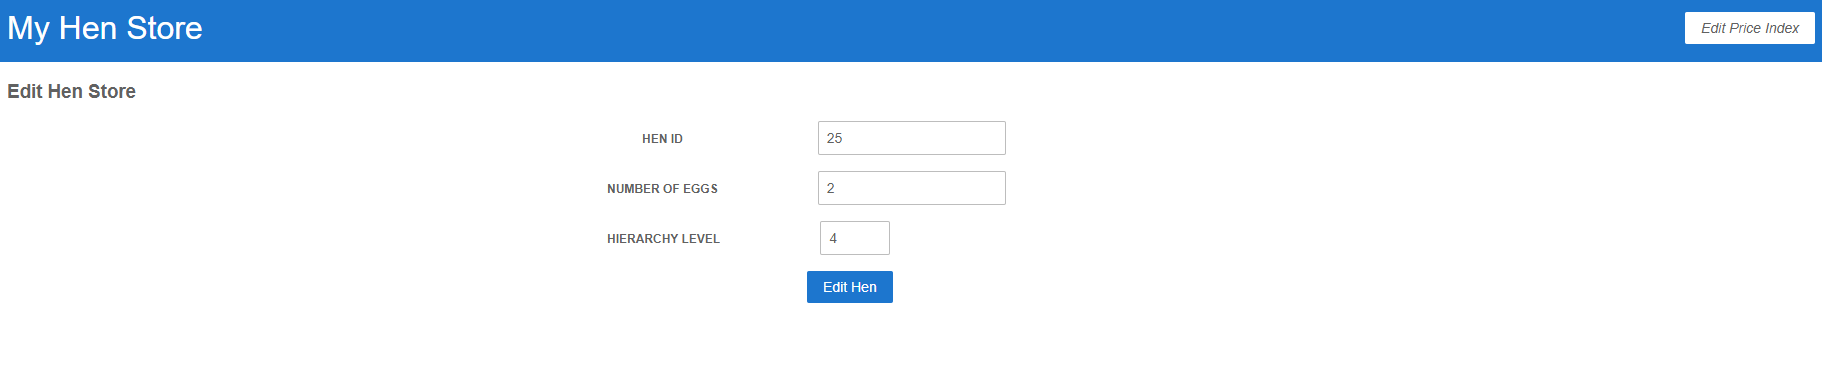 My Hen Store
Edit Price Index
Edit Hen Store
HEN ID 25
NUMBER OF EGGS 2
HIERARCHY LEVEL 4
Edit Hen